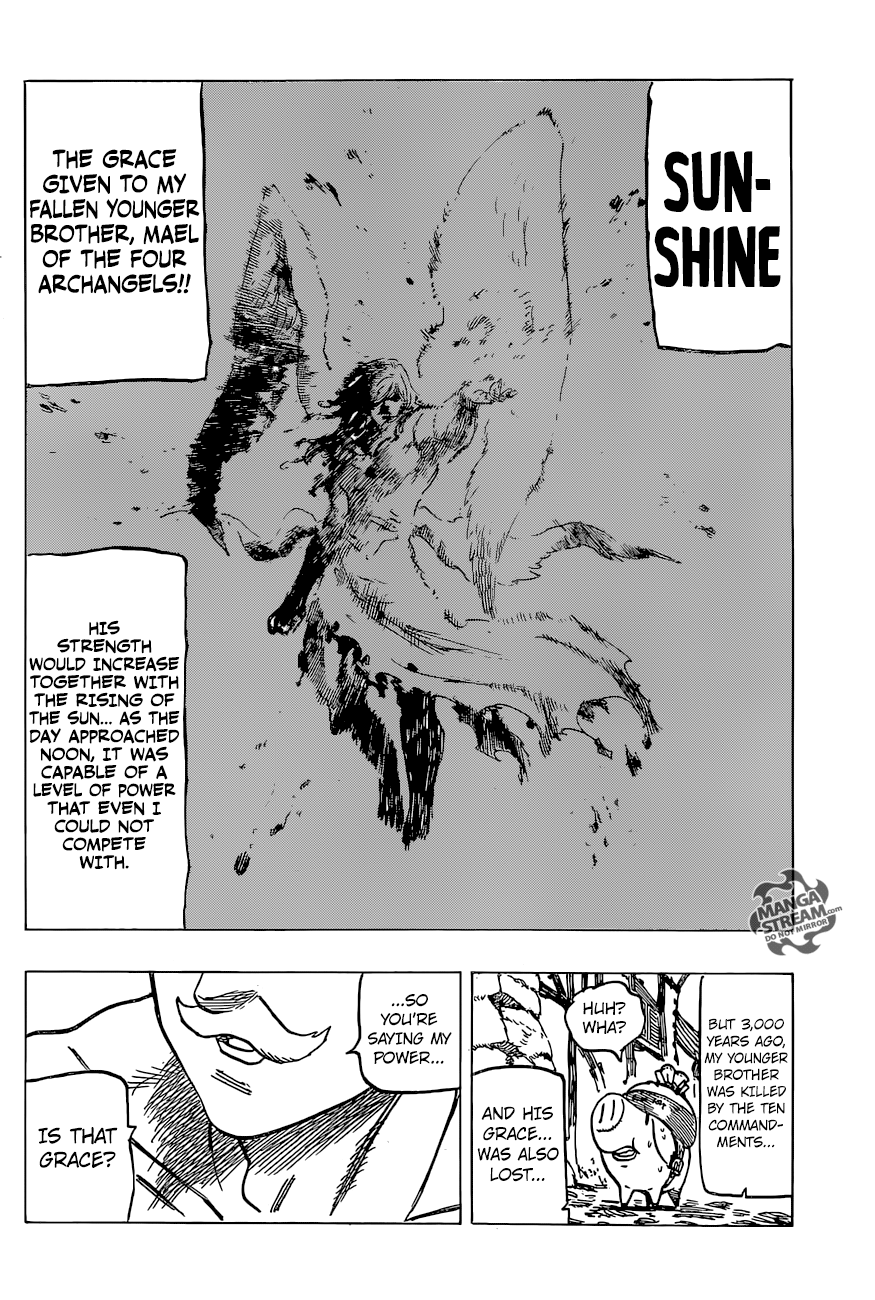 SUN-
SHINE
THE GRACE
GIVEN TO MY
FALLEN YOUNGER
BROTHER, MAEL
OF THE FOUR
ARCHANGELS!!
HIS
STRENGTH
WOULD INCREASE
TOGETHER WITH
THE RISING OF
THE SUN... AS THE
DAY APPROACHED
NOON, IT WAS
CAPABLE OF A
LEVEL OF POWER
THAT EVEN I
COULD NOT
COMPETE
WITH.
MANGA
STREAM.com
DO NOT MIRROR
BUT 3,000
YEARS AGO,
MY YOUNGER
BROTHER
WAS KILLED
BY THE TEN
COMMAND-
MENTS...
HUH?
WHA?
AND HIS
GRACE...
WAS ALSO
LOST...
...SO
YOU'RE
SAYING MY
POWER...
IS THAT
GRACE?